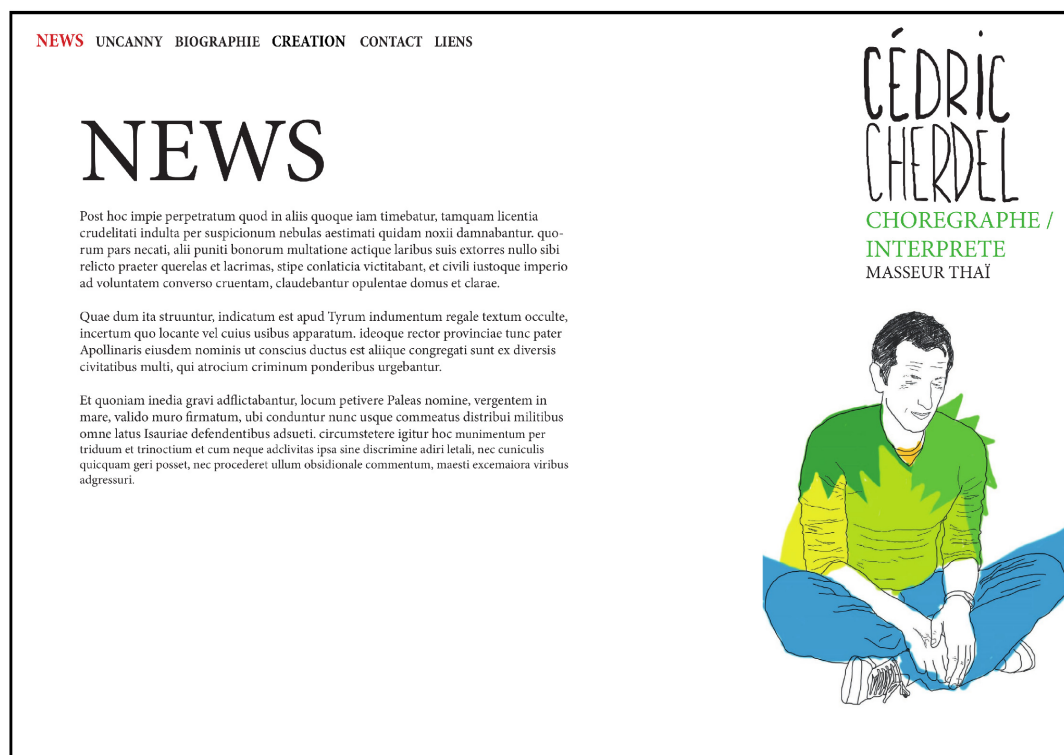 NEWS UNCANNY BIOGRAPHIE CREATION CONTACT LIENS
CÉDRIC
CHERDEL
CHOREGRAPHE /
INTERPRETE
MASSEUR THAÏ
NEWS
Post hoc impie perpetratum quod in aliis quoque iam timebatur, tamquam licentia
crudelitati indulta per suspicionum nebulas aestimati quidam noxii damnabantur. quo-
rum pars necati, alii puniti bonorum multatione actique laribus suis extorres nullo sibi
relicto praeter querelas et lacrimas, stipe conlaticia victitabant, et civili iustoque imperio
ad voluntatem converso cruentam, claudebantur opulentae domus et clarae.
Quae dum ita struuntur, indicatum est apud Tyrum indumentum regale textum occulte,
incertum quo locante vel cuius usibus apparatum. ideoque rector provinciae tunc pater
Apollinaris eiusdem nominis ut conscius ductus est aliique congregati sunt ex diversis
civitatibus multi, qui atrocium criminum ponderibus urgebantur.
Et quoniam inedia gravi adflictabantur, locum petivere Paleas nomine, vergentem in
mare, valido muro firmatum, ubi conduntur nunc usque commeatus distribui militibus
omne latus Isauriae defendentibus adsueti. circumstetere igitur hoc munimentum per
triduum et trinoctium et cum neque adclivitas ipsa sine discrimine adiri letali, nec cuniculis
quicquam geri posset, nec procederet ullum obsidionale commentum, maesti excemaiora viribus
adgressuri.